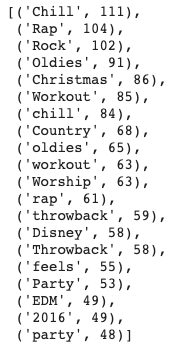 [('Chill', 111),
('Rap', 104),
('Rock', 102),
('Oldies', 91),
('Christmas', 86),
('Workout', 85),
('chill', 84),
('Country', 68),
('oldies', 65),
('workout', 63),
('Worship', 63),
('rap', 61),
('throwback', 59),
('Disney', 58),
('Throwback', 58),
('feels', 55),
('Party', 53),
('EDM', 49),
('2016', 49),
('party', 48)]